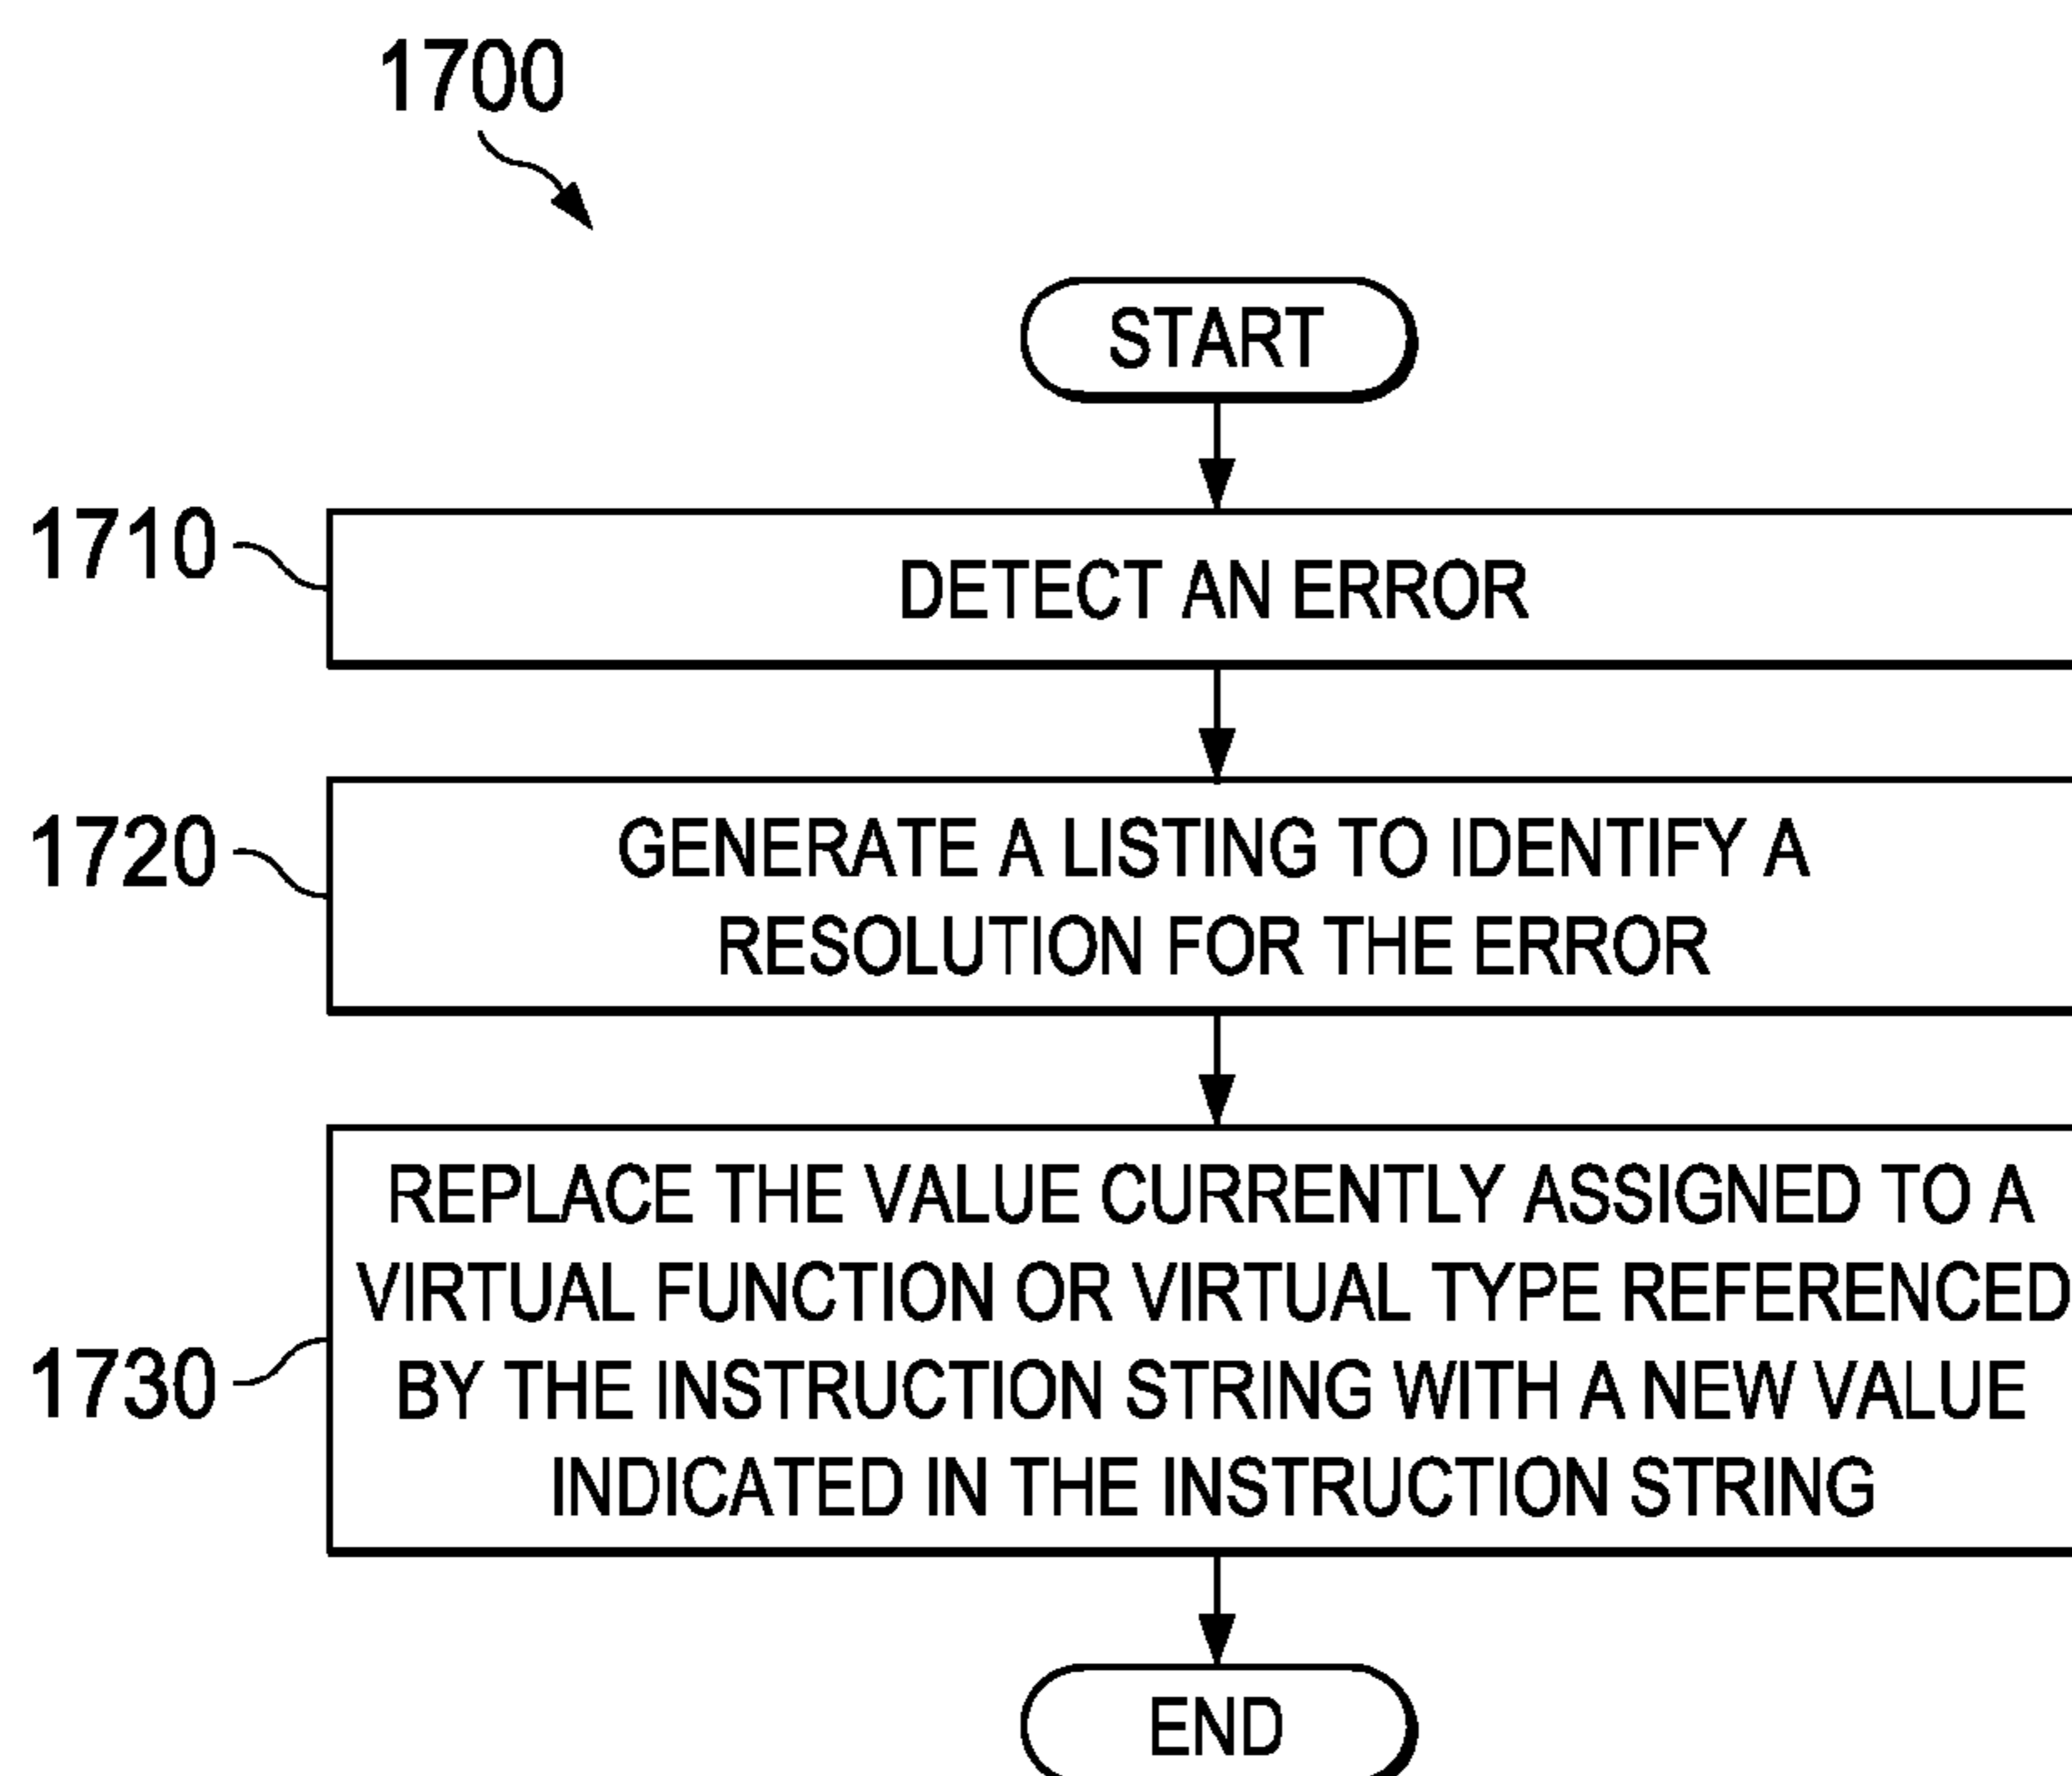 1700
START
1710
DETECT AN ERROR
1720
GENERATE A LISTING TO IDENTIFY A
RESOLUTION FOR THE ERROR
1730
REPLACE THE VALUE CURRENTLY ASSIGNED TO A
VIRTUAL FUNCTION OR VIRTUAL TYPE REFERENCED
BY THE INSTRUCTION STRING WITH A NEW VALUE
INDICATED IN THE INSTRUCTION STRING
END